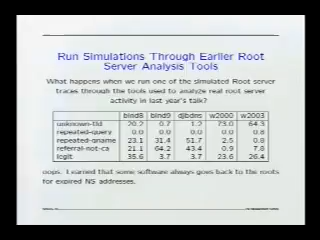 Run Simulations Through Earlier Root
Server Analysis Tools
What happens when we run one of the simulated Root server
traces through the tools used to analyze real root server
activity in last year's talk?
bind8 bind9 djbdns w2000 w2003
unknown-tld 20.2 0.7 1.2 73.0 64.3
repeated-query 0.0 0.0 0.0 0.0 0.8
repeated-qname 23.1 31.4 51.7 2.5 0.8
referral-not-ca 21.1 64.2 43.4 0.9 7.8
legit 35.6 3.7 3.7 23.6 26.4
oops. I earned that some software always goes back to the roots
for expired NS addresses.